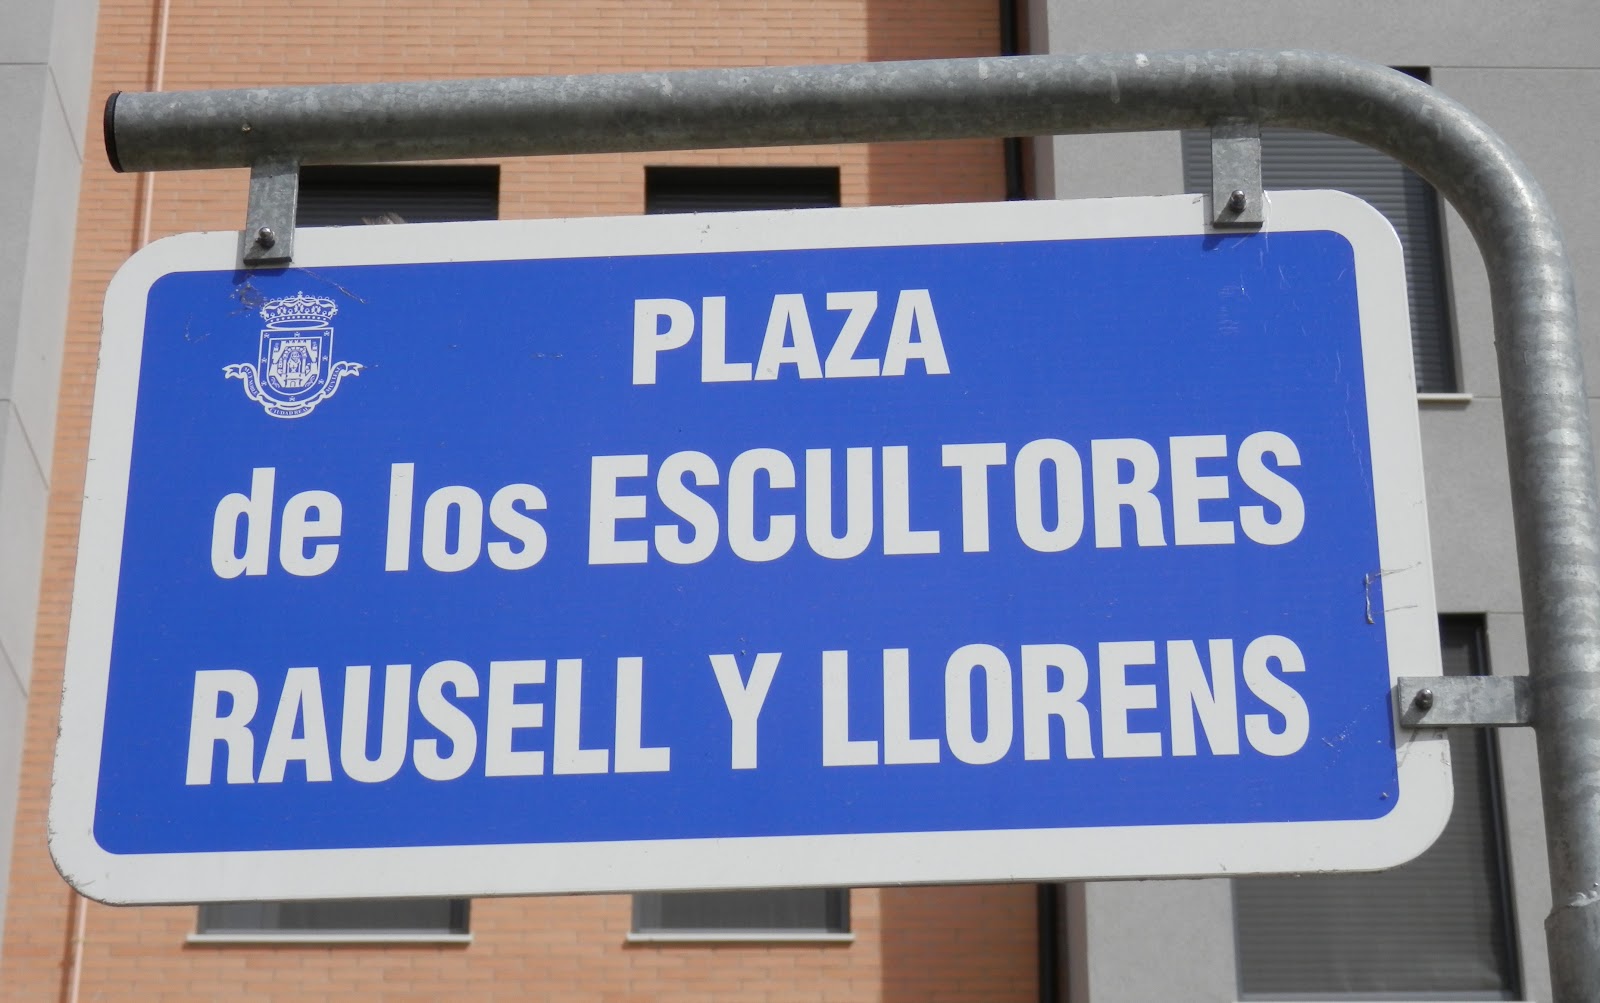 PLAZA
de los ESCULTORES
RAUSELL Y LLORENS